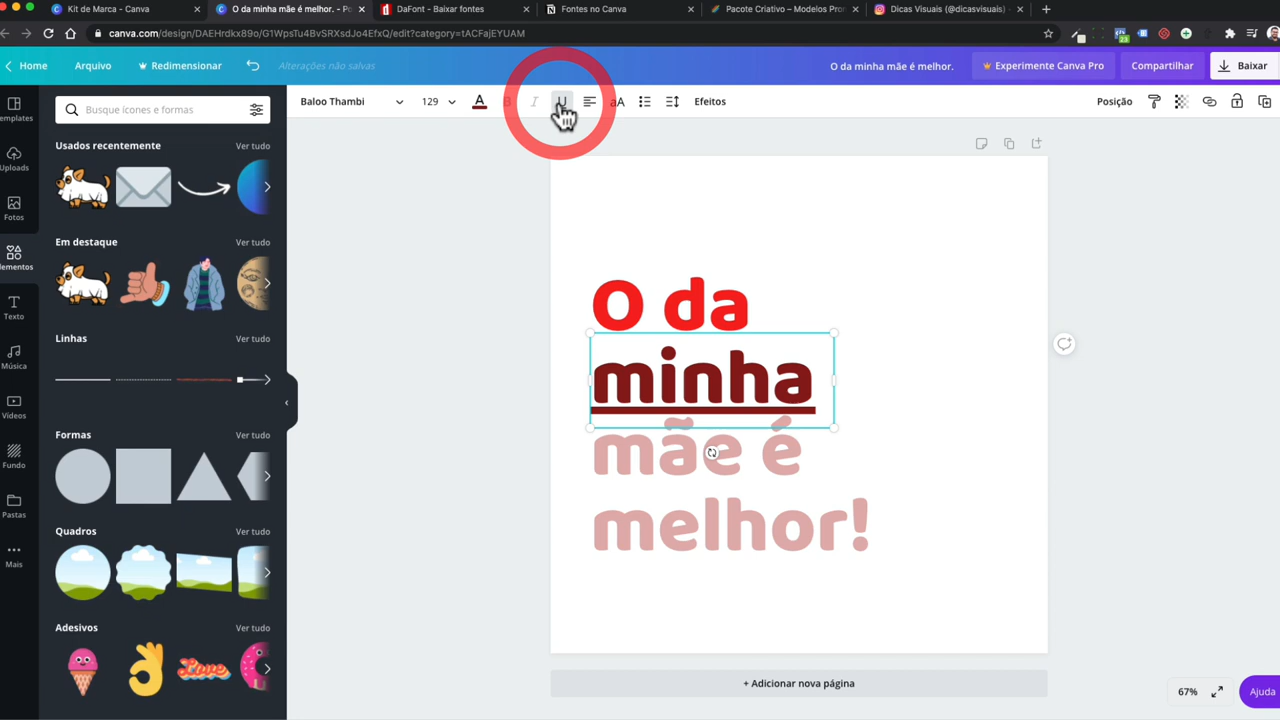 Kit de Marca - Canva
O da minha mãe é melhor. - Po
DaFont - Baixar fontes
Fontes no Canva
Pacote Criativo – Modelos Pron
Dicas Visuais (@dicasvisuais)
canva.com/design/DAEHrdkx89o/G1WpsTu4BvSRXsdJo4EfxQ/edit?category=tACFajEYUAM
23
Home
Arquivo
Redimensionar
Alterações não salvas
O da minha mãe é melhor.
Experimente Canva Pro
Compartilhar
Baixar
Baloo Thambi
129
A
B
I
U
aA
Efeitos
Posição
Templates
Uploads
Fotos
Elementos
Texto
Música
Vídeos
Fundo
Pastas
Mais
Busque ícones e formas
Usados recentemente
Ver tudo
Em destaque
Ver tudo
Linhas
Ver tudo
Formas
Ver tudo
Quadros
Ver tudo
Adesivos
Ver tudo
Love
O da
minha
mãe é
melhor!
+ Adicionar nova página
67%
Ajuda